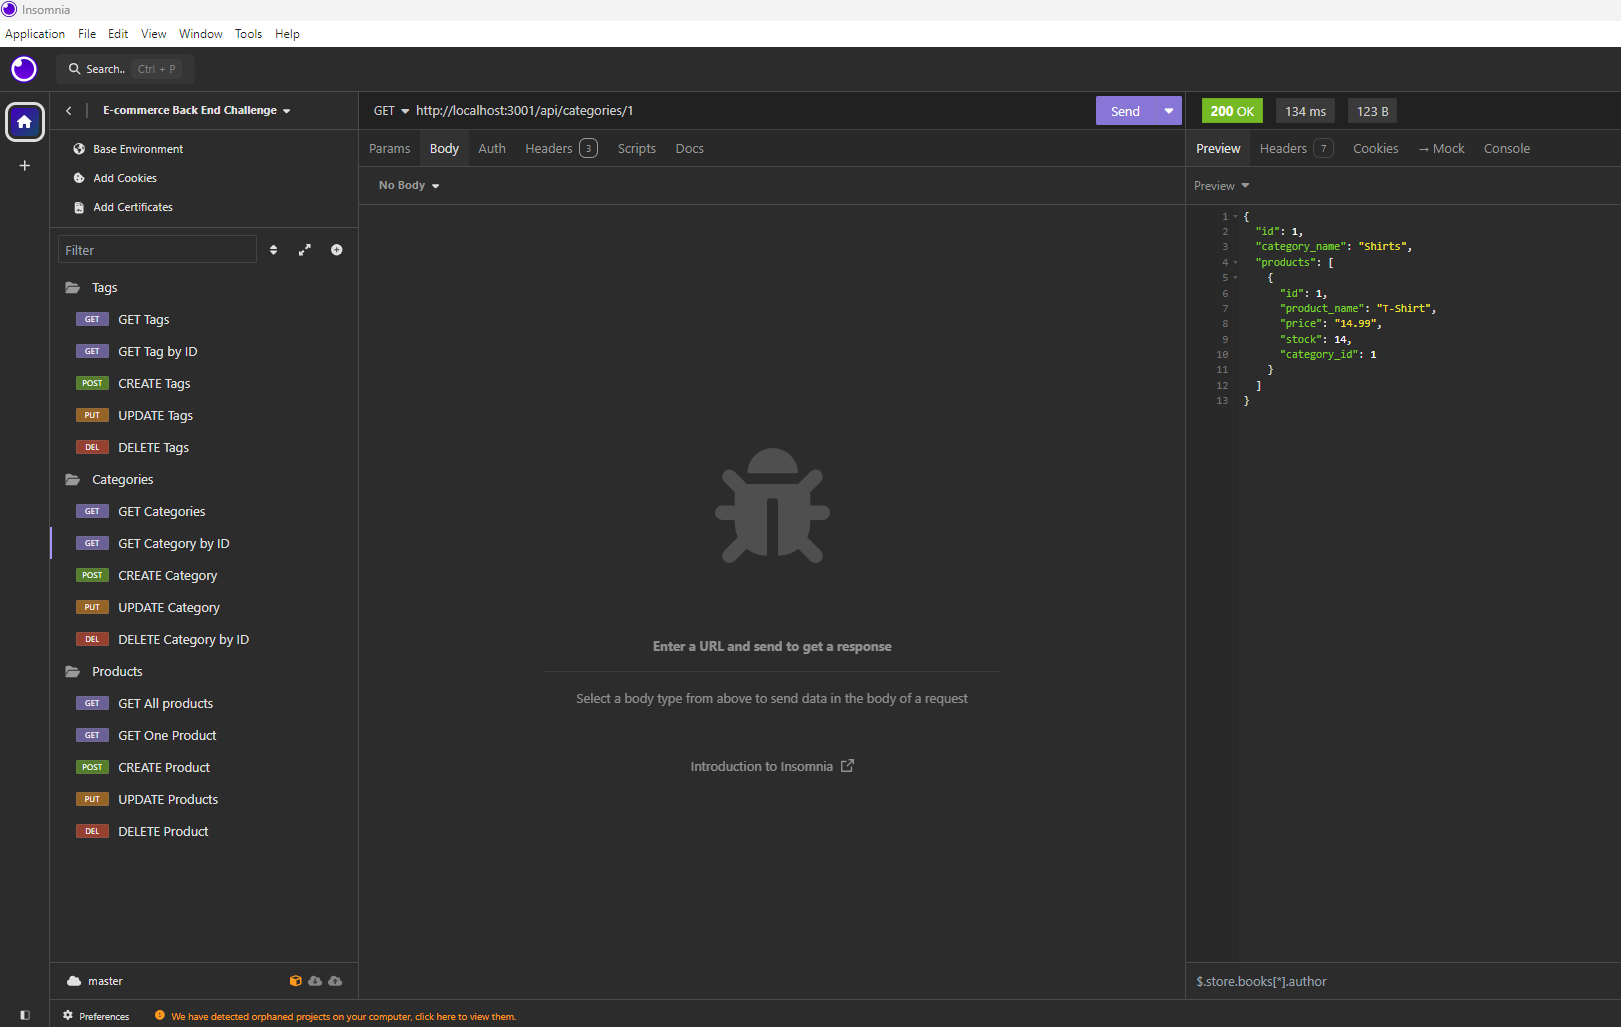 Insomnia
Application File Edit View Window Tools Help
Search.. Ctrl + P
E-commerce Back End Challenge
Base Environment
Add Cookies
Add Certificates
Filter
Tags
GET GET Tags
GET GET Tag by ID
POST CREATE Tags
PUT UPDATE Tags
DEL DELETE Tags
Categories
GET GET Categories
GET GET Category by ID
POST CREATE Category
PUT UPDATE Category
DEL DELETE Category by ID
Products
GET GET All products
GET GET One Product
POST CREATE Product
PUT UPDATE Products
DEL DELETE Product
master
Preferences We have detected orphaned projects on your computer, click here to view them.
GET http://localhost:3001/api/categories/1 Send
Params Body Auth Headers 3 Scripts Docs
No Body
Enter a URL and send to get a response
Select a body type from above to send data in the body of a request
Introduction to Insomnia
200 OK 134 ms 123 B
Preview Headers 7 Cookies → Mock Console
Preview
1 {
2 "id": 1,
3 "category_name": "Shirts",
4 "products": [
5 {
6 "id": 1,
7 "product_name": "T-Shirt",
8 "price": "14.99",
9 "stock": 14,
10 "category_id": 1
11 }
12 ]
13 }
$.store.books[*].author